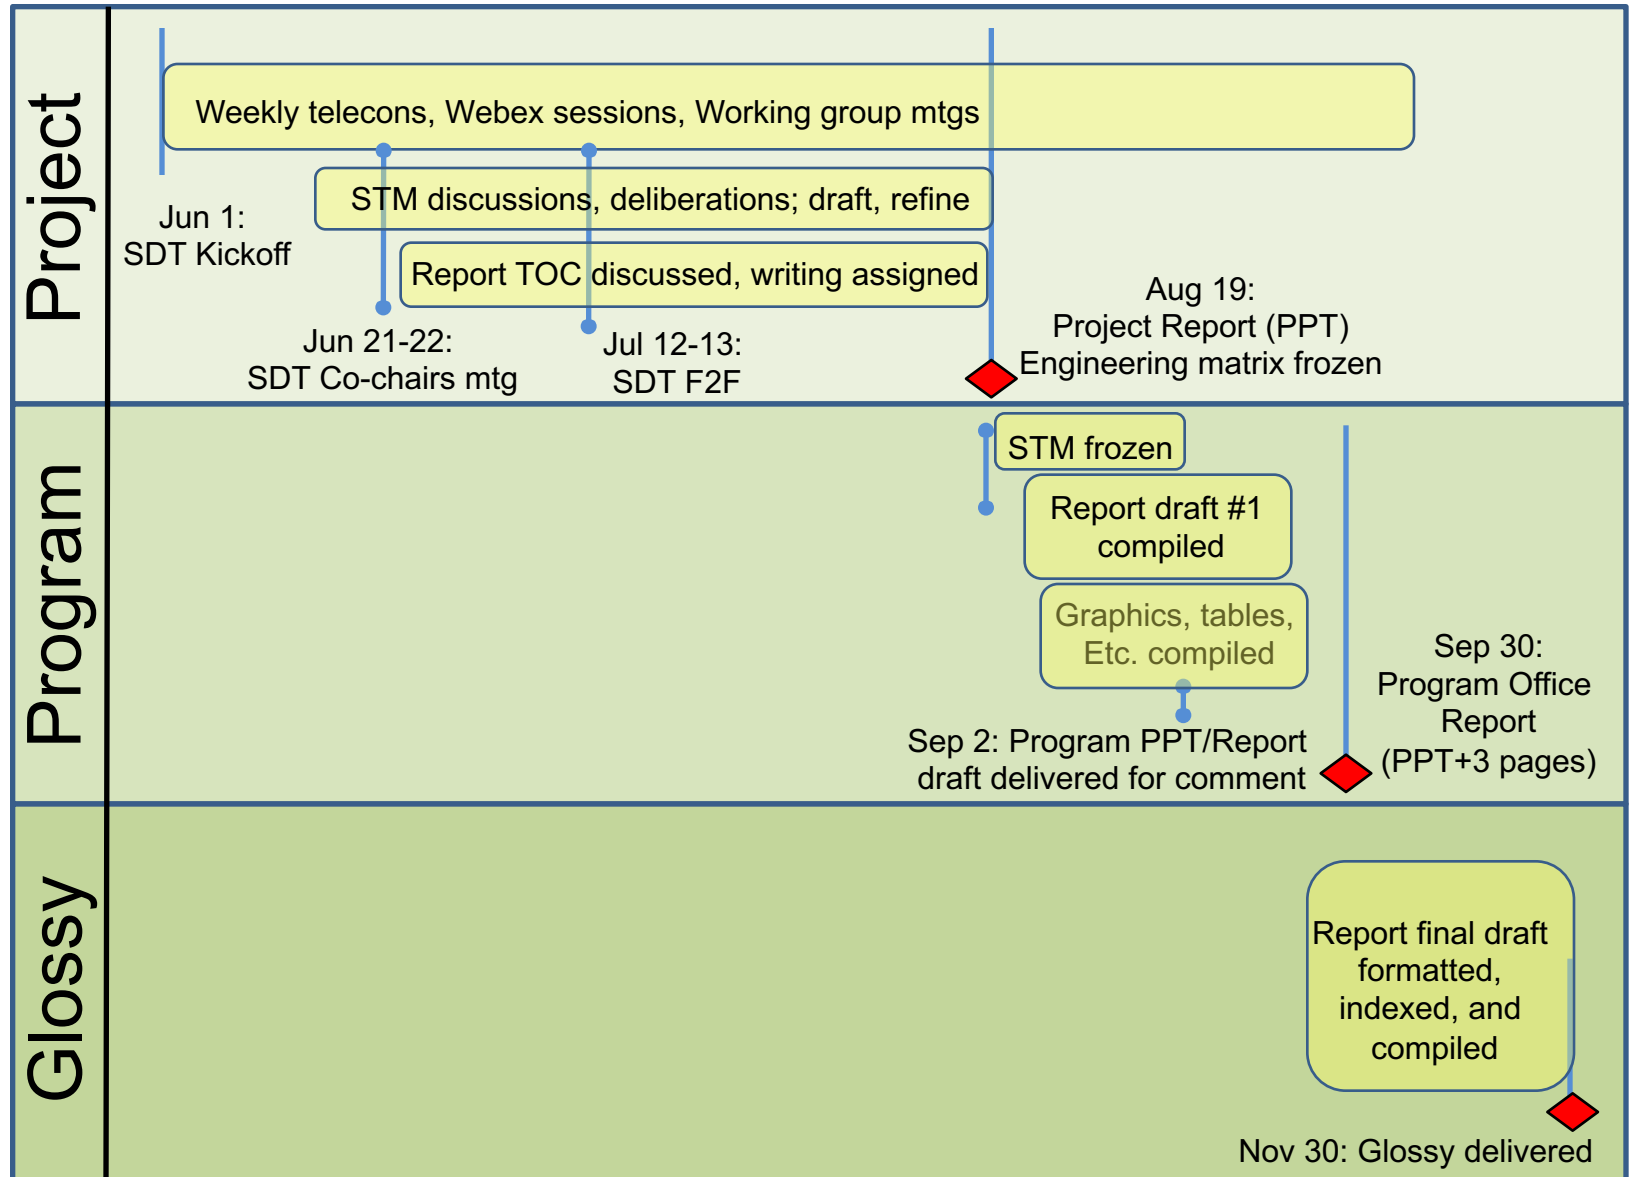 Project
Weekly telecons, Webex sessions, Working group mtgs
STM discussions, deliberations; draft, refine
Jun 1:
SDT Kickoff
Report TOC discussed, writing assigned
Jun 21-22:
SDT Co-chairs mtg
Jul 12-13:
SDT F2F
Aug 19:
Project Report (PPT)
Engineering matrix frozen
Program
STM frozen
Report draft #1
compiled
Graphics, tables,
Etc. compiled
Sep 2: Program PPT/Report
draft delivered for comment
Sep 30:
Program Office
Report
(PPT+3 pages)
Glossy
Report final draft
formatted,
indexed, and
compiled
Nov 30: Glossy delivered